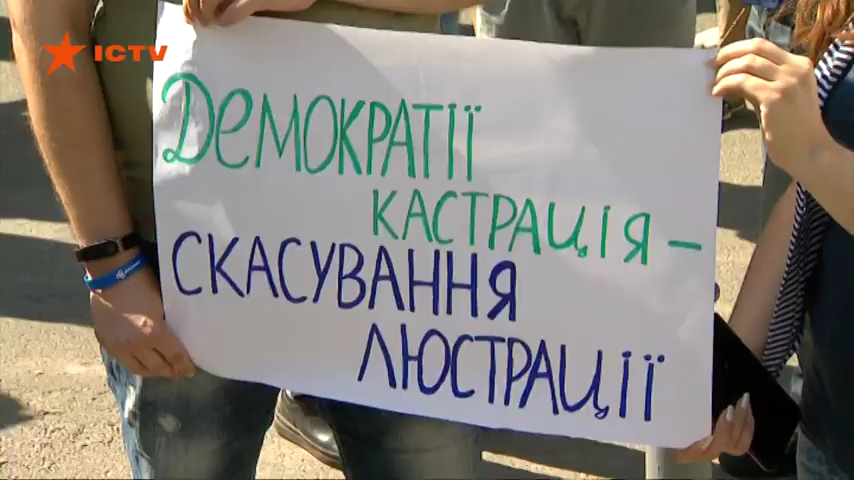 ICTV
ДЕМОКРАТІЇ
КАСТРАЦІЯ –
СКАСУВАННЯ
ЛЮСТРАЦІЇ